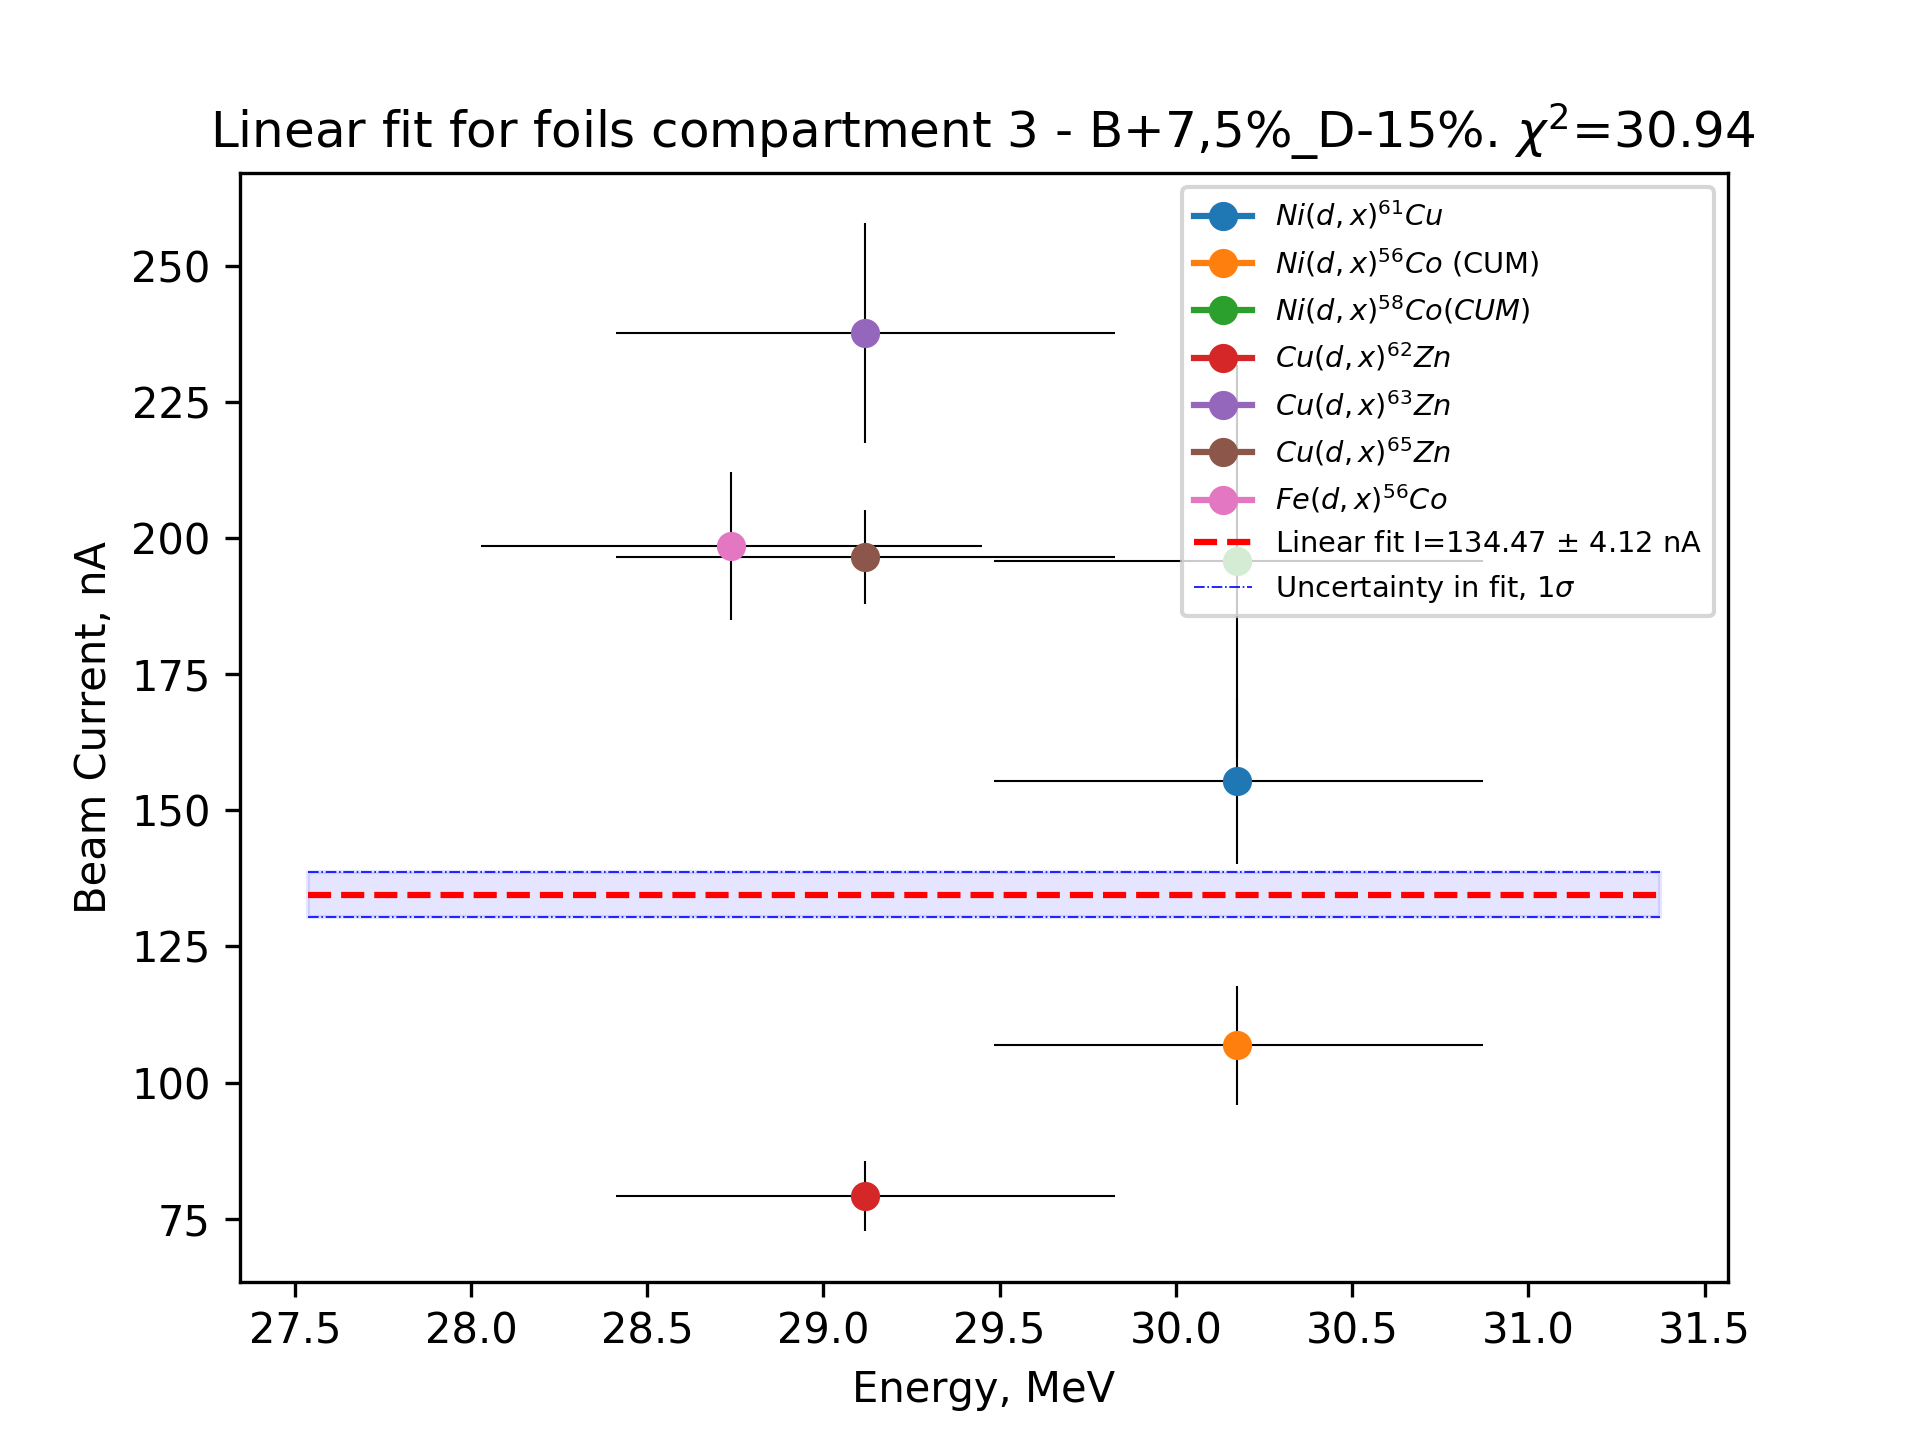 Linear fit for foils compartment 3 - B+7,5%_D-15%. χ²=30.94
Ni(d, x)⁶¹Cu
Ni(d, x)⁵⁶Co (CUM)
Ni(d, x)⁵⁸Co(CUM)
Cu(d, x)⁶²Zn
Cu(d, x)⁶³Zn
Cu(d, x)⁶⁵Zn
Fe(d, x)⁵⁶Co
Linear fit I=134.47 ± 4.12 nA
Uncertainty in fit, 1σ
Beam Current, nA
250
225
200
175
150
125
100
75
27.5 28.0 28.5 29.0 29.5 30.0 30.5 31.0 31.5
Energy, MeV